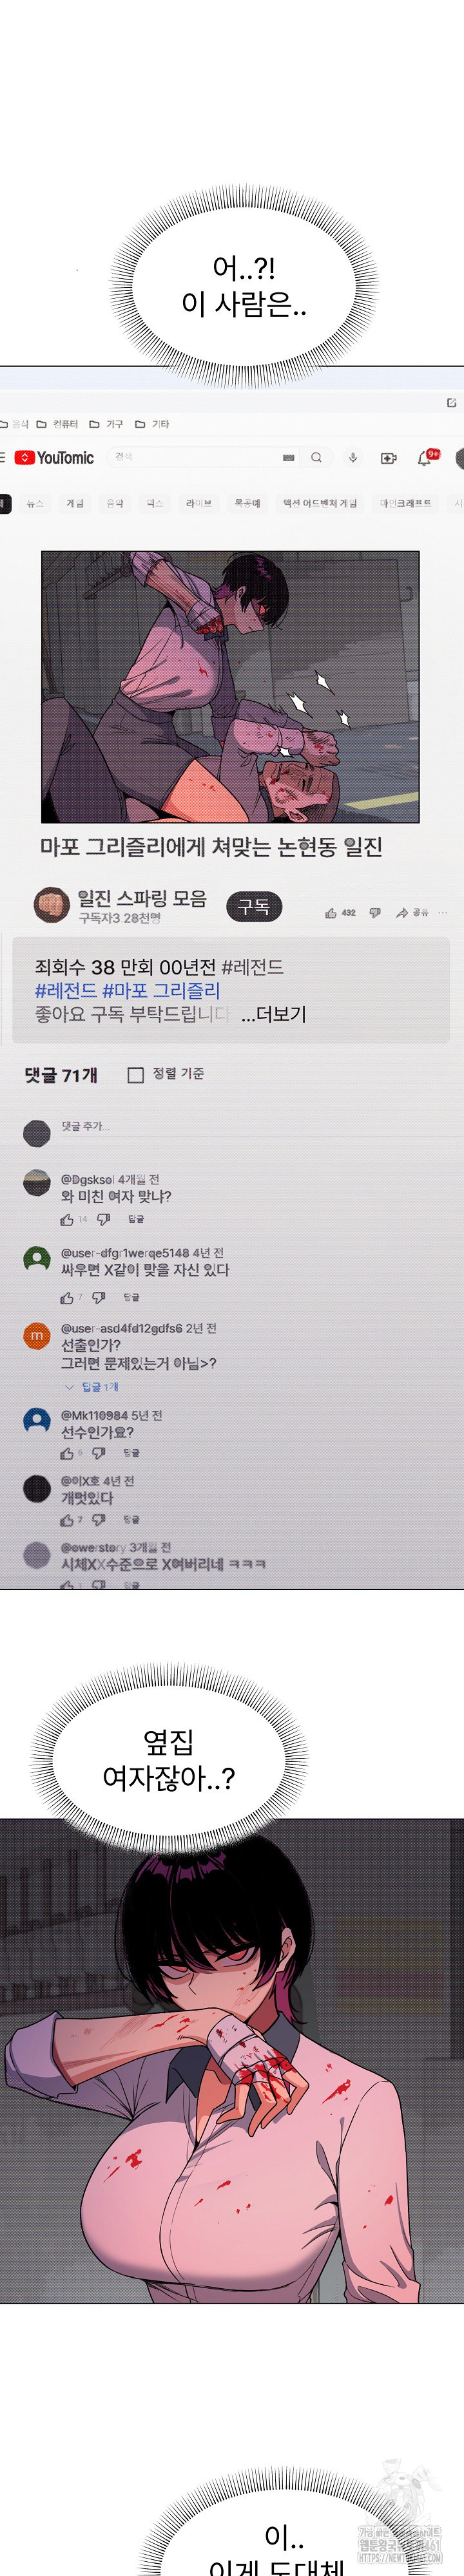 어..?!
이 사람은..
음식 컨퓨터 가구 기타
YouTomic 검색 9+
뉴스 게임 음악 믹스 라이브 목공예 액션 어드벤처 게임 마인크래프트
마포 그리즐리에게 쳐맞는 논현동 일진
일진 스파링 모음 구독
구독자3.28천명 432 공유 ...
죄회수 38 만회 00년전 #레전드
#레전드 #마포 그리즐리
좋아요 구독 부탁드립니다 ...더보기
댓글 71개 정렬 기준
댓글 추가...
@Dgsksoi 4개월 전
와 미친 여자 맞냐?
14 답글
@user-dfgr1werqe5148 4년 전
싸우면 X같이 맞을 자신 있다
7 답글
@user-asd4fd12gdfs6 2년 전
m
선출인가?
그러면 문제있는거 아님>?
답글 1개
@Mk110984 5년 전
선수인가요?
6 답글
@이X호 4년 전
개멋있다
7 답글
@owerstory 3개월 전
시체XX수준으로 X여버리네 ㅋㅋㅋ
1 답글
옆집
여자잖아..?
이..
이게 도대체